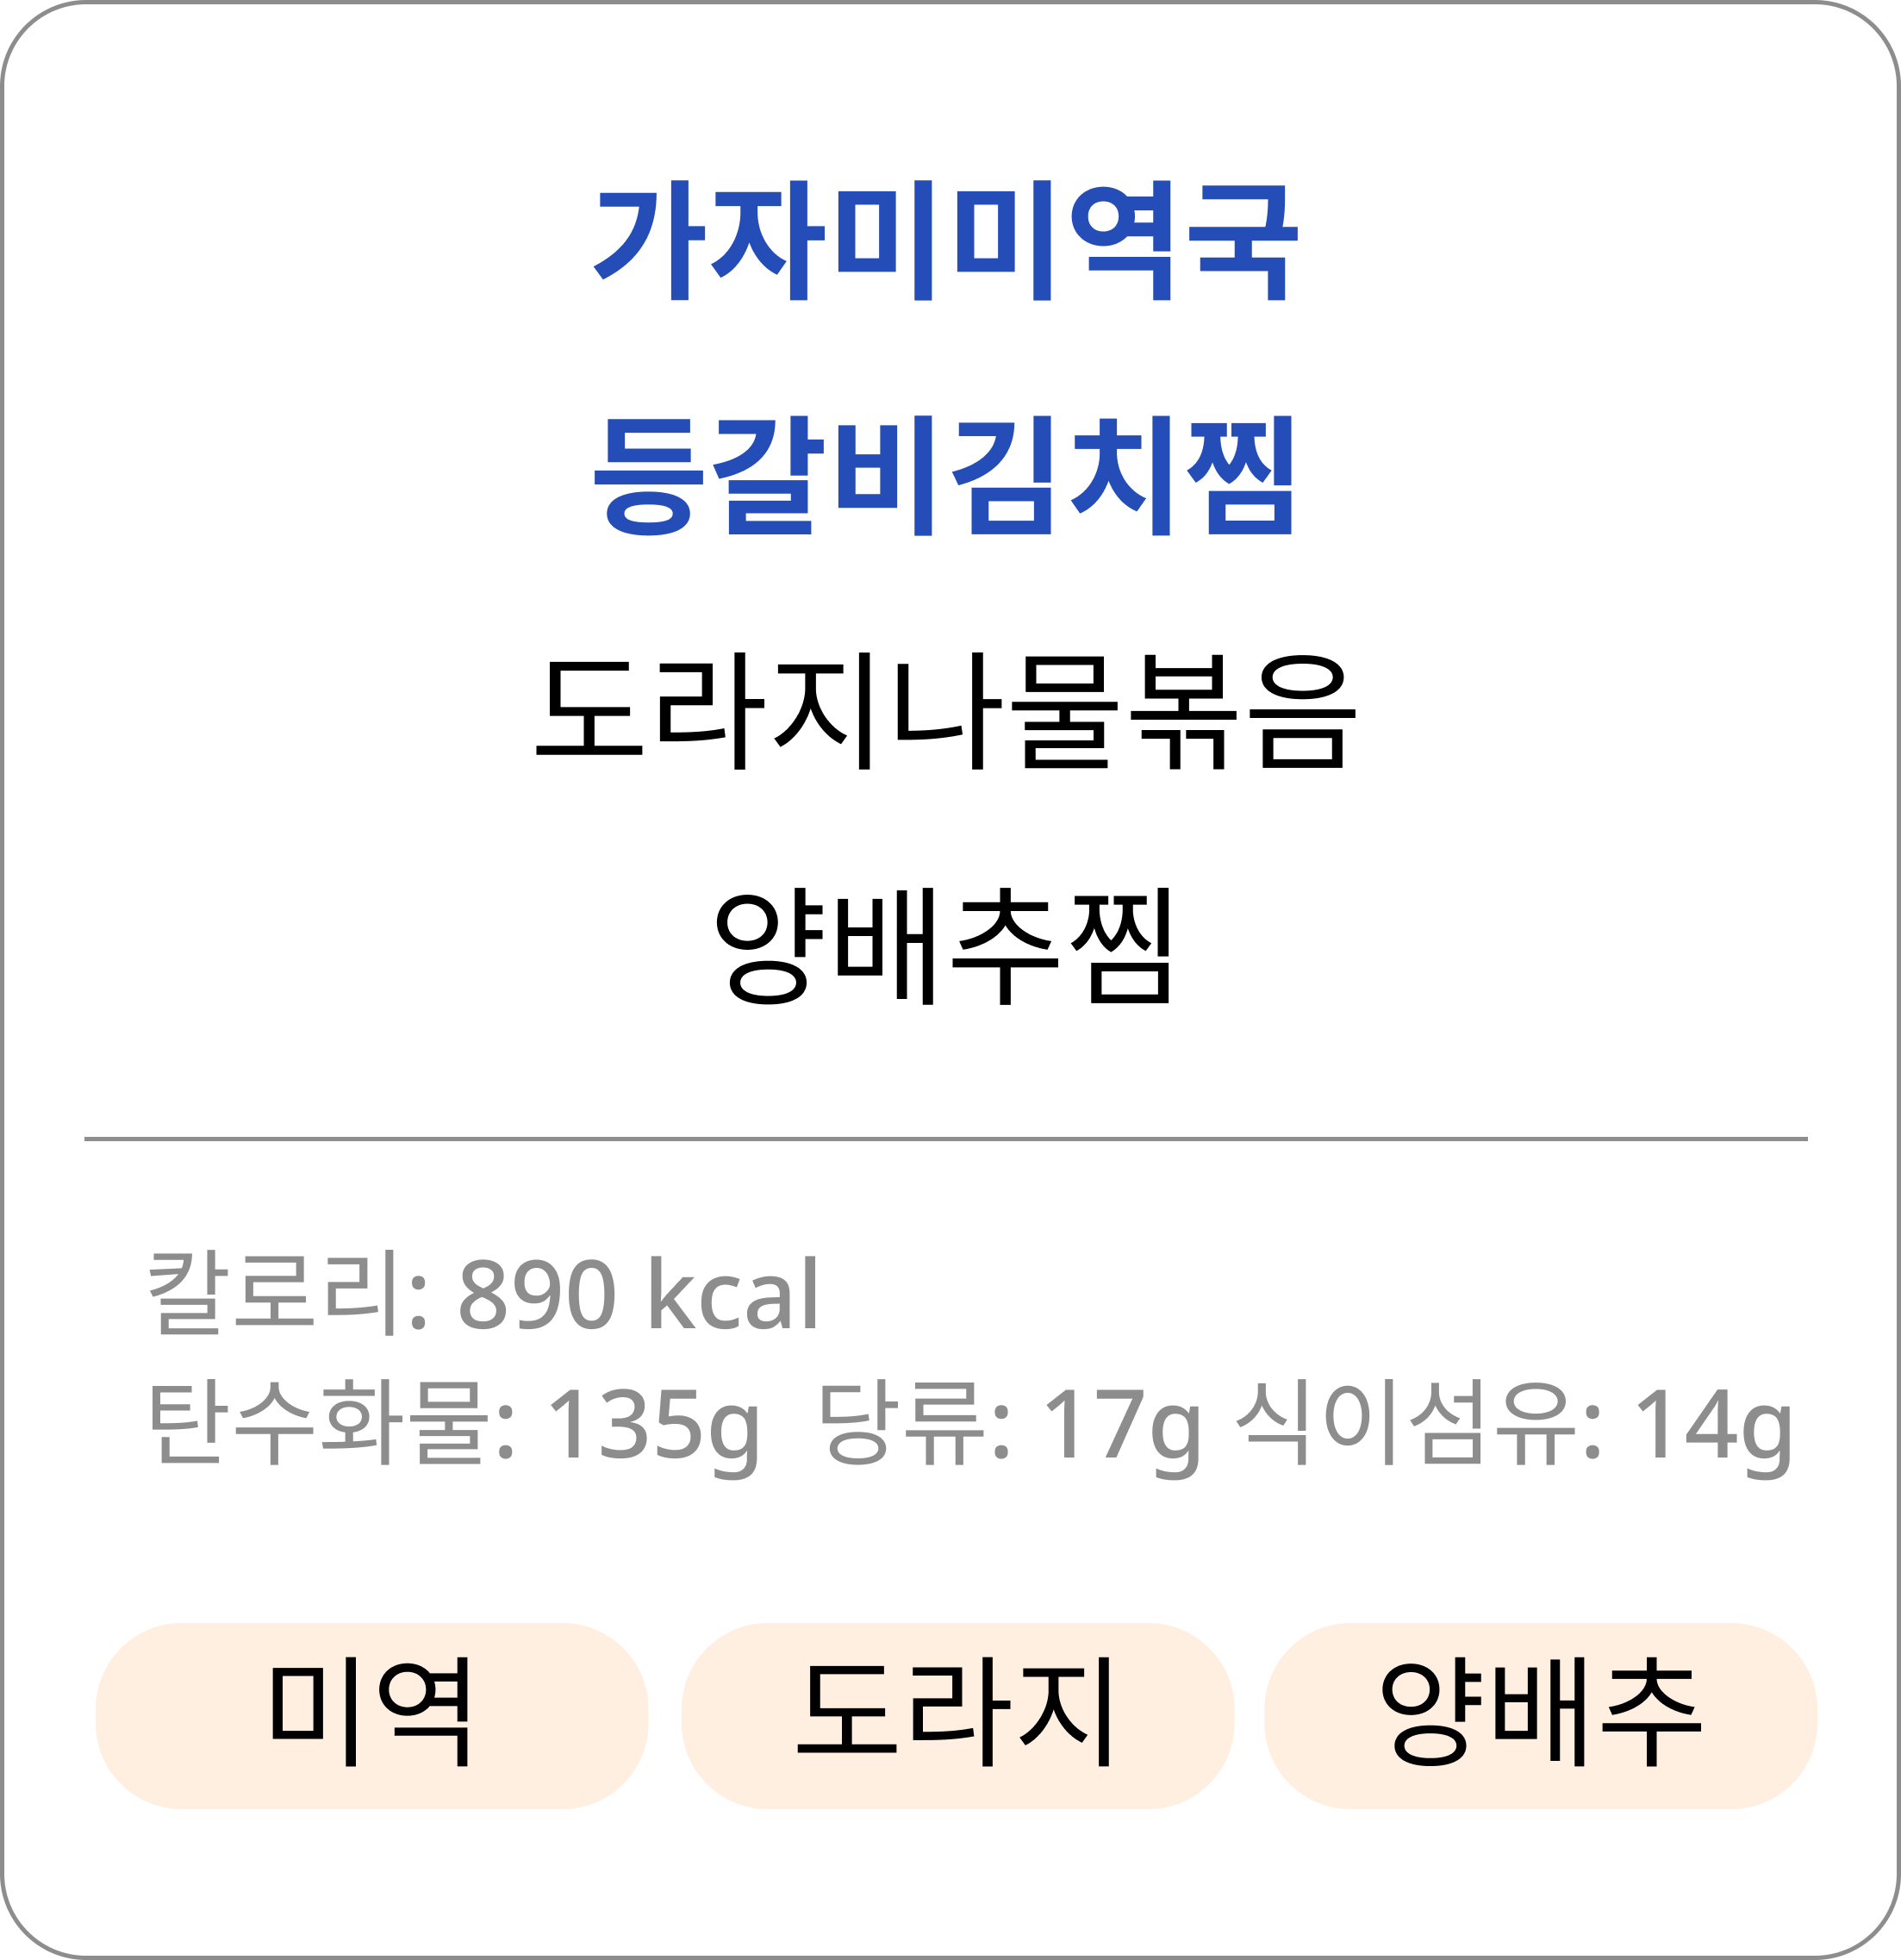 가자미미역국
등갈비김치찜
도라지나물볶음
양배추찜
칼로리: 890 kcal
탄수화물: 135g 당류: 17g 식이섬유: 14g
미역 도라지 양배추